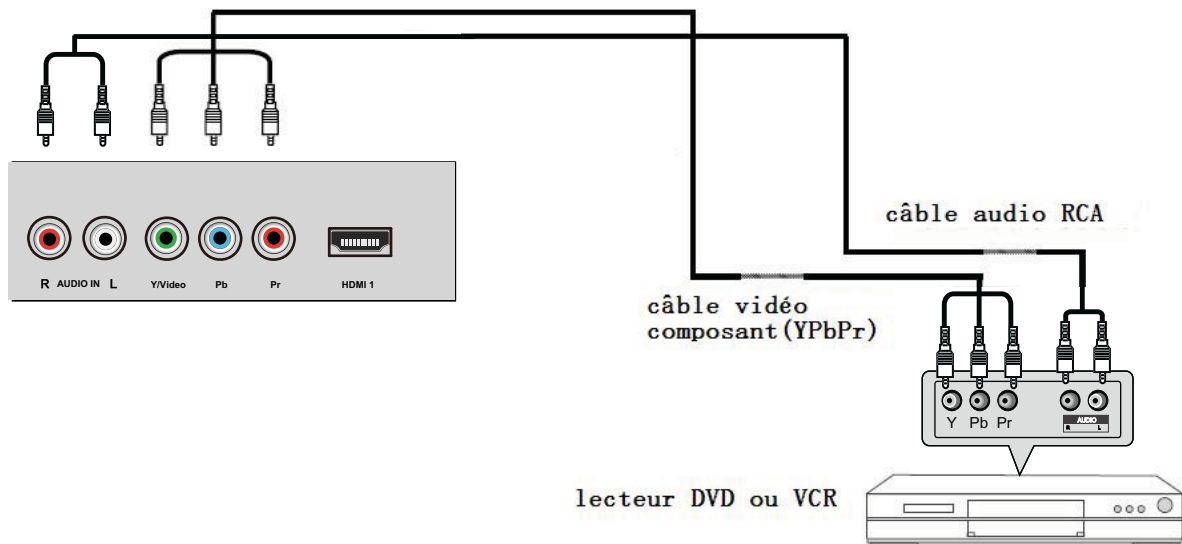 câble audio RCA
R AUDIO IN L Y/Video Pb Pr HDMI 1
câble vidéo
composant(YPbPr)
Y Pb Pr
AUDIO
R L
lecteur DVD ou VCR